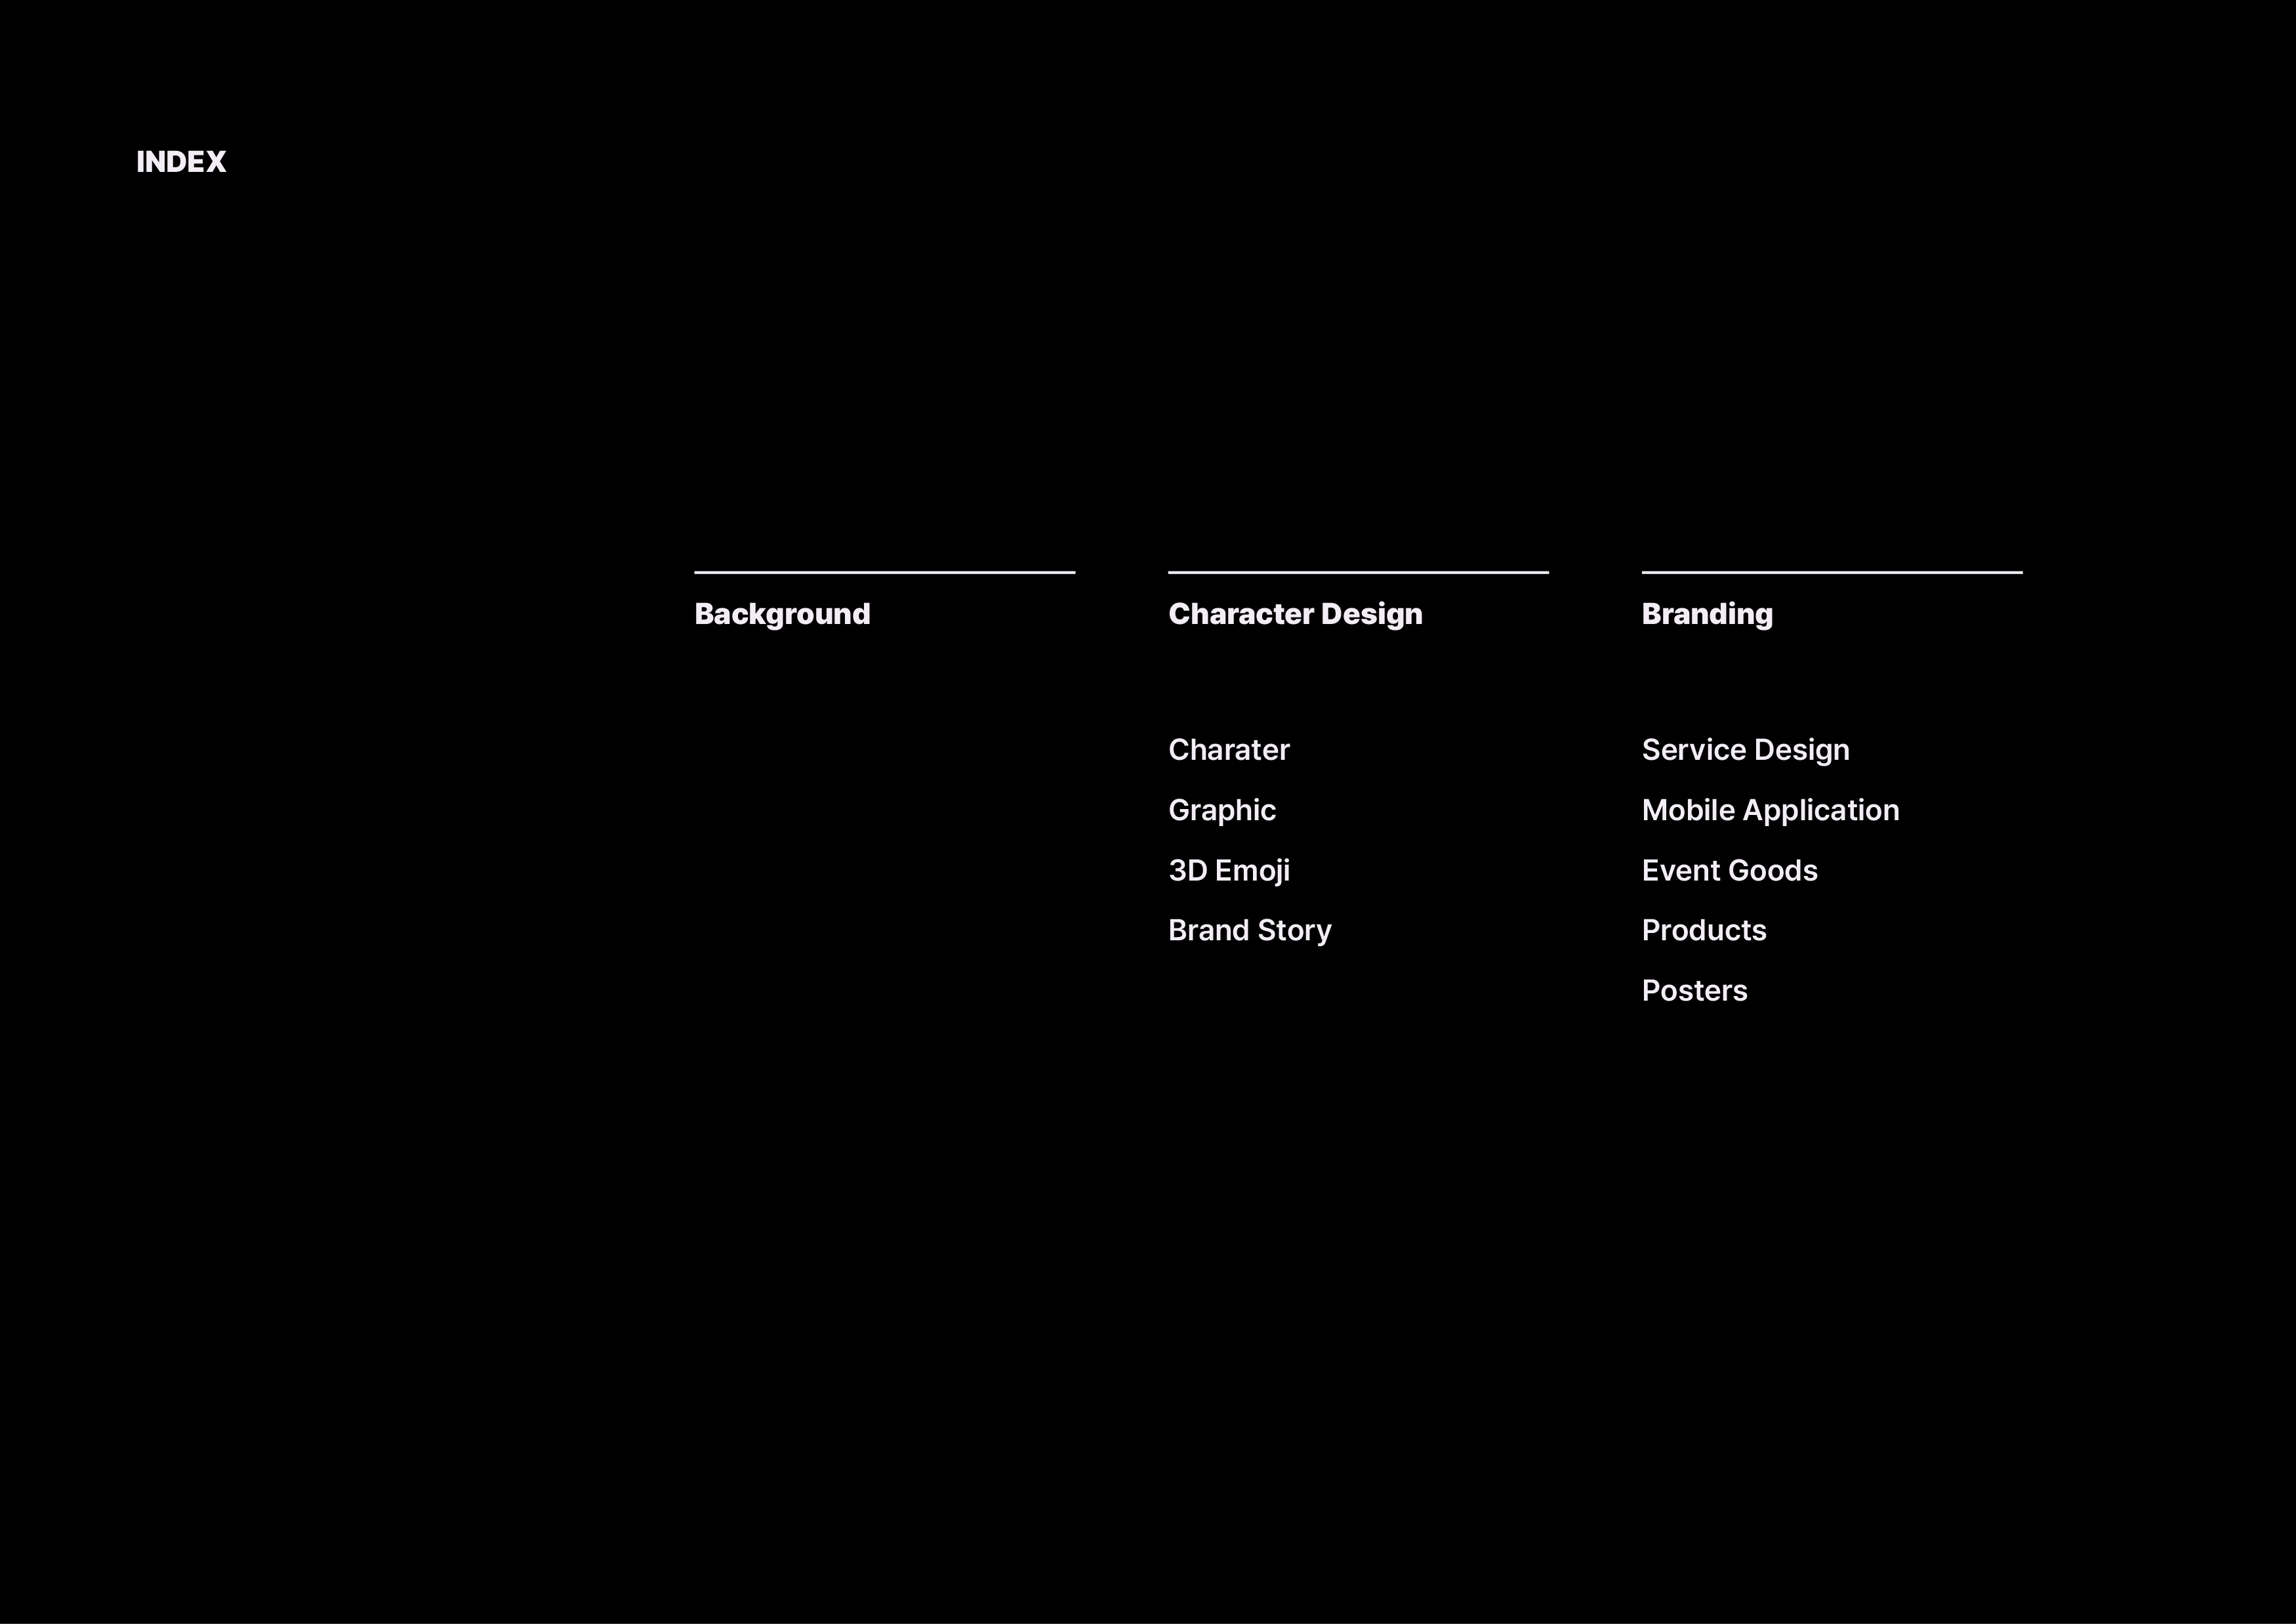 INDEX
Background
Character Design
Charater
Graphic
3D Emoji
Brand Story
Branding
Service Design
Mobile Application
Event Goods
Products
Posters